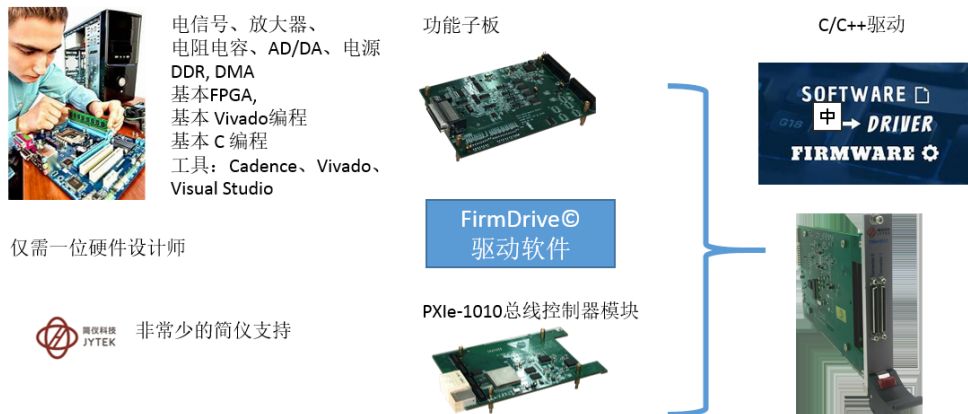 电信号、放大器、
电阻电容、AD/DA、电源
DDR, DMA
基本FPGA,
基本 Vivado编程
基本 C 编程
工具：Cadence、Vivado、
Visual Studio
仅需一位硬件设计师
简仪科技
JYTEK
非常少的简仪支持
功能子板
FirmDrive©
驱动软件
PXIe-1010总线控制器模块
C/C++驱动
SOFTWARE
G18
中
DRIVER
FIRMWARE